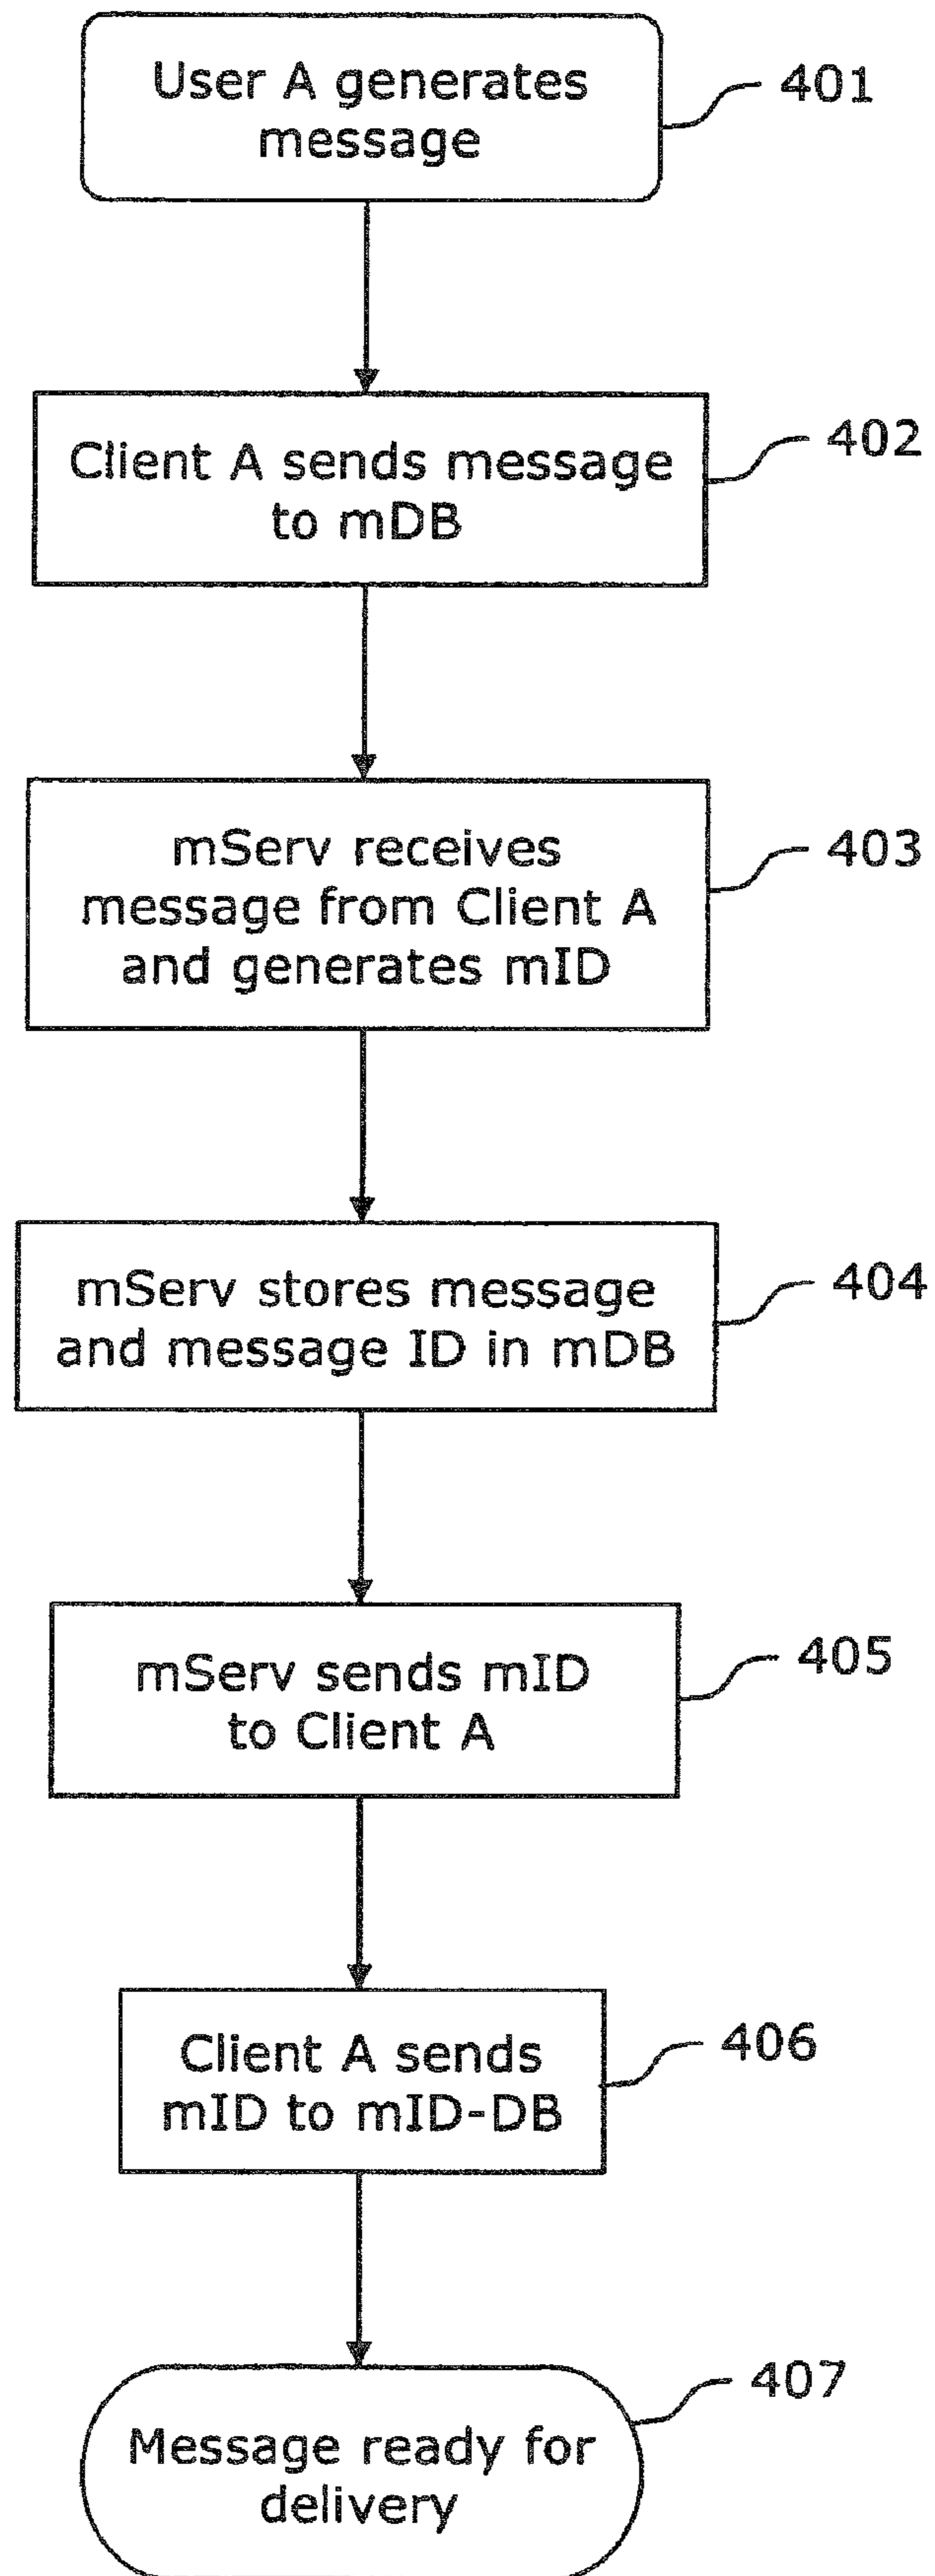 User A generates
message
401
Client A sends message
to mDB
402
mServ receives
message from Client A
and generates mID
403
mServ stores message
and message ID in mDB
404
mServ sends mID
to Client A
405
Client A sends
mID to mID-DB
406
Message ready for
delivery
407